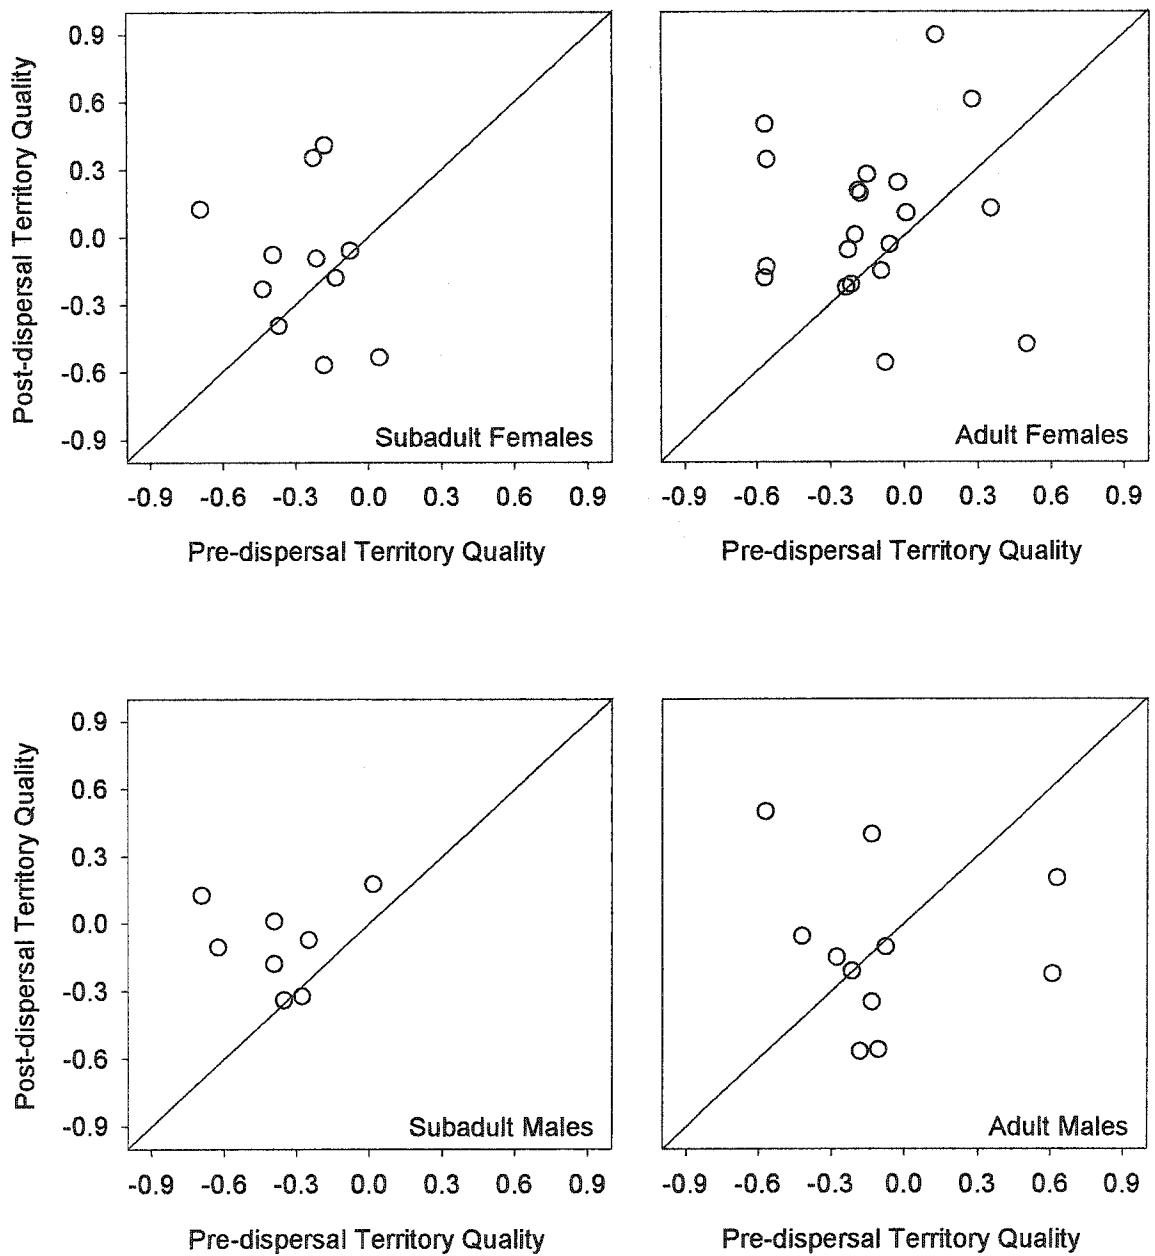 Post-dispersal Territory Quality
0.9
0.6
0.3
0.0
-0.3
-0.6
-0.9
Subadult Females
-0.9 -0.6 -0.3 0.0 0.3 0.6 0.9
Pre-dispersal Territory Quality
Adult Females
-0.9 -0.6 -0.3 0.0 0.3 0.6 0.9
Pre-dispersal Territory Quality
Post-dispersal Territory Quality
0.9
0.6
0.3
0.0
-0.3
-0.6
-0.9
Subadult Males
-0.9 -0.6 -0.3 0.0 0.3 0.6 0.9
Pre-dispersal Territory Quality
Adult Males
-0.9 -0.6 -0.3 0.0 0.3 0.6 0.9
Pre-dispersal Territory Quality